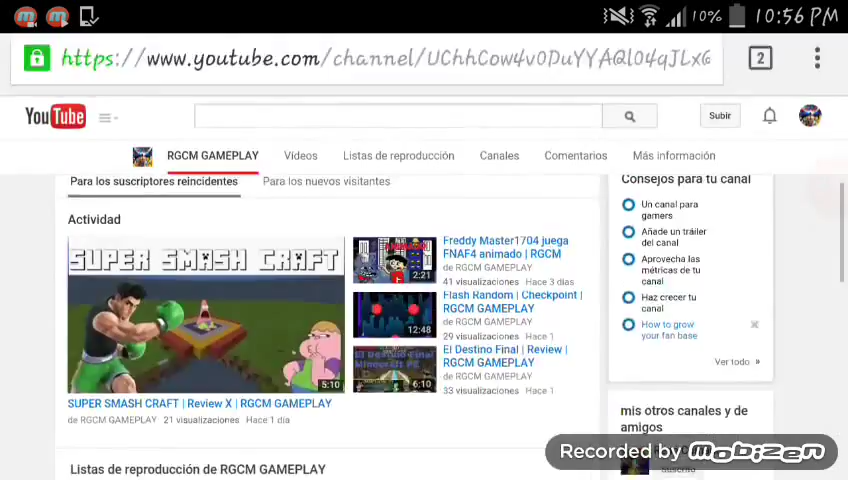 10% 10:56 PM
https://www.youtube.com/channel/UChhCow4v0DuYYAQl04qJLxG
2
YouTube
Subir
RGCM GAMEPLAY Vídeos Listas de reproducción Canales Comentarios Más información
Para los suscriptores reincidentes Para los nuevos visitantes
Actividad
SUPER SMASH CRAFT
5:10
SUPER SMASH CRAFT | Review X | RGCM GAMEPLAY
de RGCM GAMEPLAY 21 visualizaciones Hace 1 día
2:21
Freddy Master1704 juega
FNAF4 animado | RGCM
de RGCM GAMEPLAY
41 visualizaciones Hace 3 días
12:48
Flash Random | Checkpoint |
RGCM GAMEPLAY
de RGCM GAMEPLAY
29 visualizaciones Hace 1
El Destino Final
Minecraft PE
6:10
El Destino Final | Review |
RGCM GAMEPLAY
de RGCM GAMEPLAY
33 visualizaciones Hace 1
Listas de reproducción de RGCM GAMEPLAY
Consejos para tu canal
Un canal para
gamers
Añade un tráiler
del canal
Aprovecha las
métricas de tu
canal
Haz crecer tu
canal
How to grow
your fan base
Ver todo »
mis otros canales y de
amigos
Recorded by mobizen